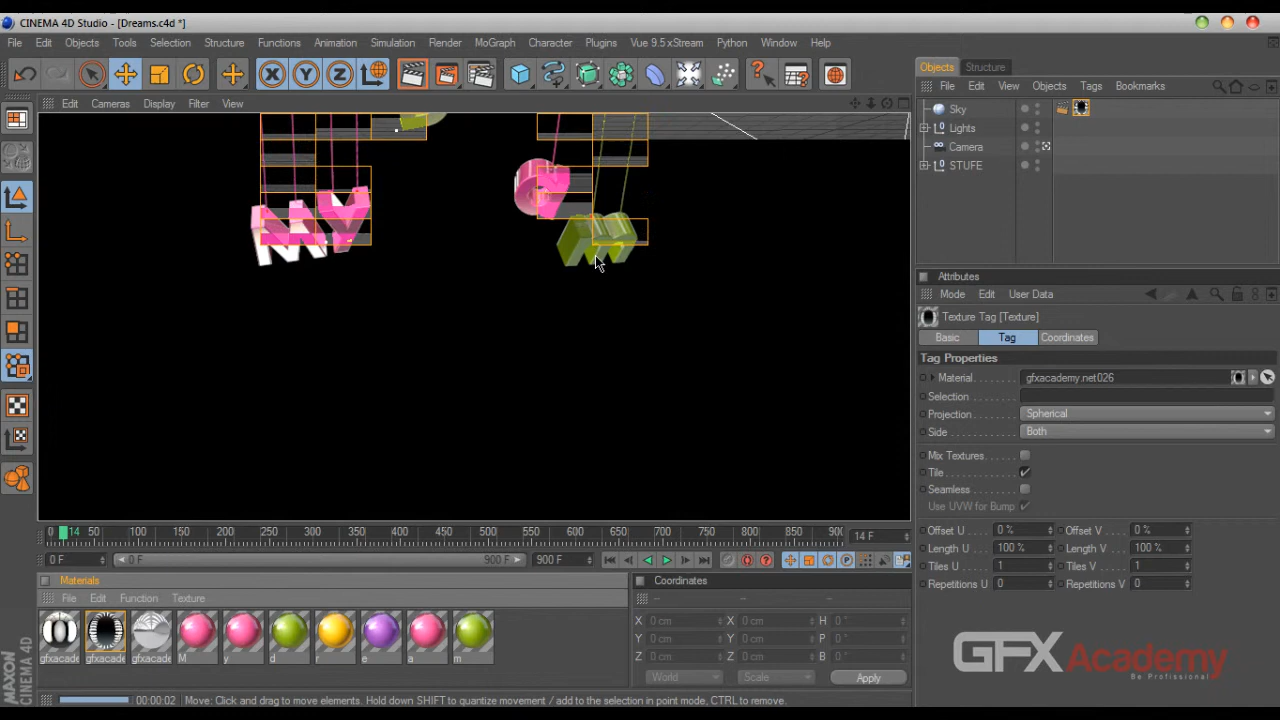 CINEMA 4D Studio - [Dreams.c4d *]
File Edit Objects Tools Selection Structure Functions Animation Simulation Render MoGraph Character Plugins Vue 9.5 xStream Python Window Help
X Y Z
Objects Structure
Edit Cameras Display Filter View
File Edit View Objects Tags Bookmarks
Sky
Lights
Camera
STUFE
MY
m
Attributes
Mode Edit User Data
Texture Tag [Texture]
Basic Tag Coordinates
Tag Properties
Material gfxacademy.net026
Selection
Projection Spherical
Side Both
Mix Textures
Tile
Seamless
Use UVW for Bump
Offset U 0 % Offset V 0 %
Length U 100 % Length V 100 %
Tiles U 1 Tiles V 1
Repetitions U 0 Repetitions V 0
0 14 50 100 150 200 250 300 350 400 450 500 550 600 650 700 750 800 850 90 14 F
0 F 0 F 900 F 900 F
Materials
File Edit Function Texture
gfxacade gfxacade gfxacade M y d r e a m
Coordinates
-- -- --
X 0 cm X 0 cm H 0 °
Y 0 cm Y 0 cm P 0 °
Z 0 cm Z 0 cm B 0 °
World Scale Apply
MAXON CINEMA 4D
GFX Academy
Be Profissional
00:00:02 Move: Click and drag to move elements. Hold down SHIFT to quantize movement / add to the selection in point mode, CTRL to remove.